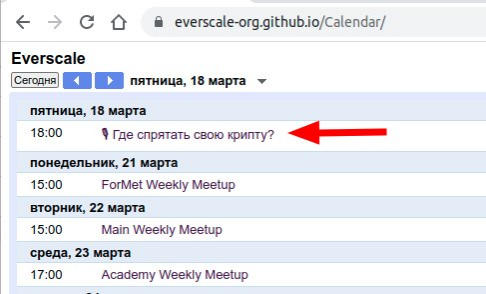 everscale-org.github.io/Calendar/
Everscale
Сегодня пятница, 18 марта
пятница, 18 марта
18:00 🎙 Где спрятать свою крипту?
понедельник, 21 марта
15:00 ForMet Weekly Meetup
вторник, 22 марта
15:00 Main Weekly Meetup
среда, 23 марта
17:00 Academy Weekly Meetup